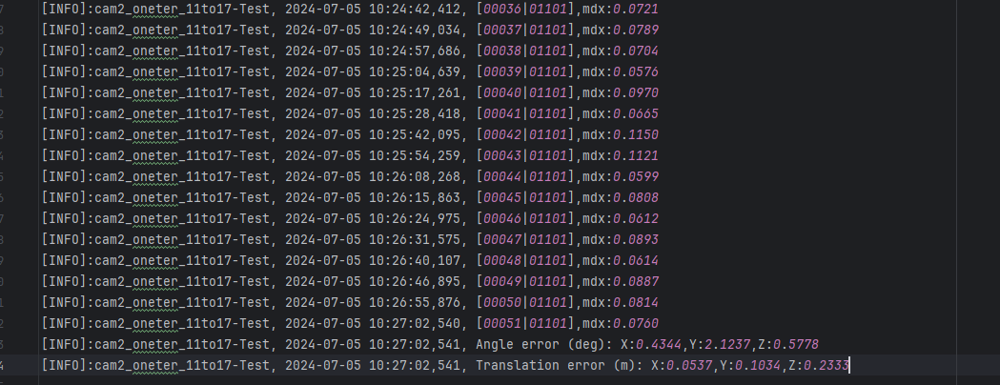 [INFO]:cam2_oneter_11to17-Test, 2024-07-05 10:24:42,412, [00036|01101],mdx:0.0721
[INFO]:cam2_oneter_11to17-Test, 2024-07-05 10:24:49,034, [00037|01101],mdx:0.0789
[INFO]:cam2_oneter_11to17-Test, 2024-07-05 10:24:57,686, [00038|01101],mdx:0.0704
[INFO]:cam2_oneter_11to17-Test, 2024-07-05 10:25:04,639, [00039|01101],mdx:0.0576
[INFO]:cam2_oneter_11to17-Test, 2024-07-05 10:25:17,261, [00040|01101],mdx:0.0970
[INFO]:cam2_oneter_11to17-Test, 2024-07-05 10:25:28,418, [00041|01101],mdx:0.0665
[INFO]:cam2_oneter_11to17-Test, 2024-07-05 10:25:42,095, [00042|01101],mdx:0.1150
[INFO]:cam2_oneter_11to17-Test, 2024-07-05 10:25:54,259, [00043|01101],mdx:0.1121
[INFO]:cam2_oneter_11to17-Test, 2024-07-05 10:26:08,268, [00044|01101],mdx:0.0599
[INFO]:cam2_oneter_11to17-Test, 2024-07-05 10:26:15,863, [00045|01101],mdx:0.0808
[INFO]:cam2_oneter_11to17-Test, 2024-07-05 10:26:24,975, [00046|01101],mdx:0.0612
[INFO]:cam2_oneter_11to17-Test, 2024-07-05 10:26:31,575, [00047|01101],mdx:0.0893
[INFO]:cam2_oneter_11to17-Test, 2024-07-05 10:26:40,107, [00048|01101],mdx:0.0614
[INFO]:cam2_oneter_11to17-Test, 2024-07-05 10:26:46,895, [00049|01101],mdx:0.0887
[INFO]:cam2_oneter_11to17-Test, 2024-07-05 10:26:55,876, [00050|01101],mdx:0.0814
[INFO]:cam2_oneter_11to17-Test, 2024-07-05 10:27:02,540, [00051|01101],mdx:0.0760
[INFO]:cam2_oneter_11to17-Test, 2024-07-05 10:27:02,541, Angle error (deg): X:0.4344,Y:2.1237,Z:0.5778
[INFO]:cam2_oneter_11to17-Test, 2024-07-05 10:27:02,541, Translation error (m): X:0.0537,Y:0.1034,Z:0.2333